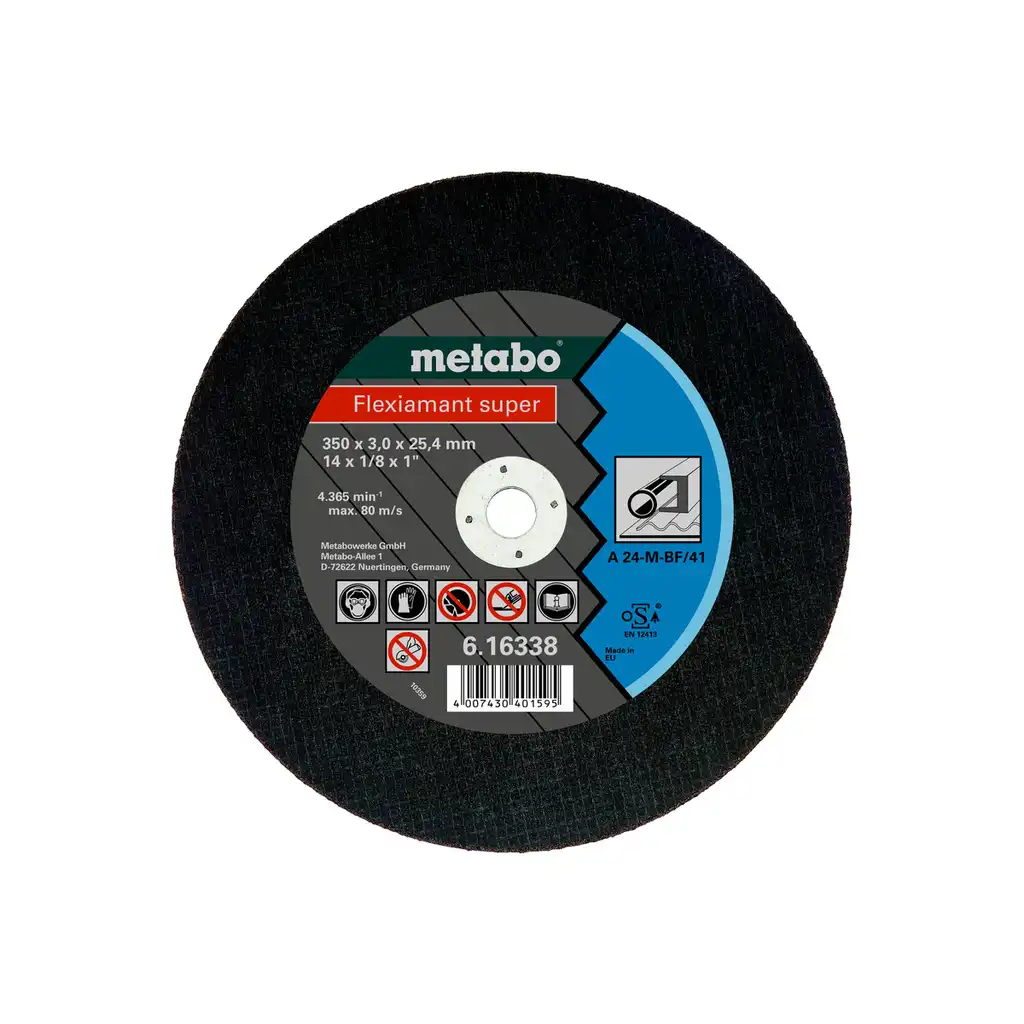 metabo®
Flexiamant super
350 x 3,0 x 25,4 mm
14 x 1/8 x 1"
4.365 min⁻¹
max. 80 m/s
Metabowerke GmbH
Metabo-Allee 1
D-72622 Nuertingen, Germany
A 24-M-BF/41
oSA®
EN 12413
Made in
EU
6.16338
10359
4 007430 401595